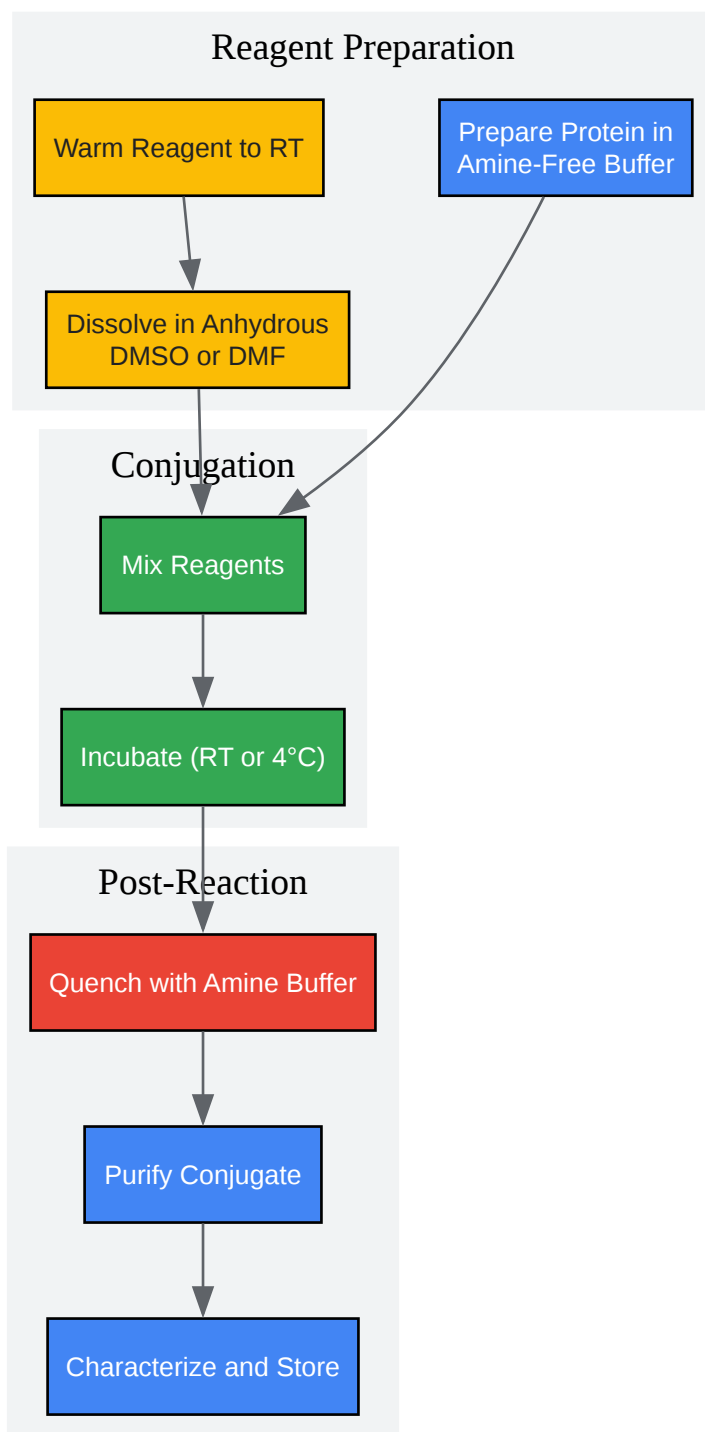 Reagent Preparation
Warm Reagent to RT
Prepare Protein in
Amine-Free Buffer
Dissolve in Anhydrous
DMSO or DMF
Conjugation
Mix Reagents
Incubate (RT or 4°C)
Post-Reaction
Quench with Amine Buffer
Purify Conjugate
Characterize and Store